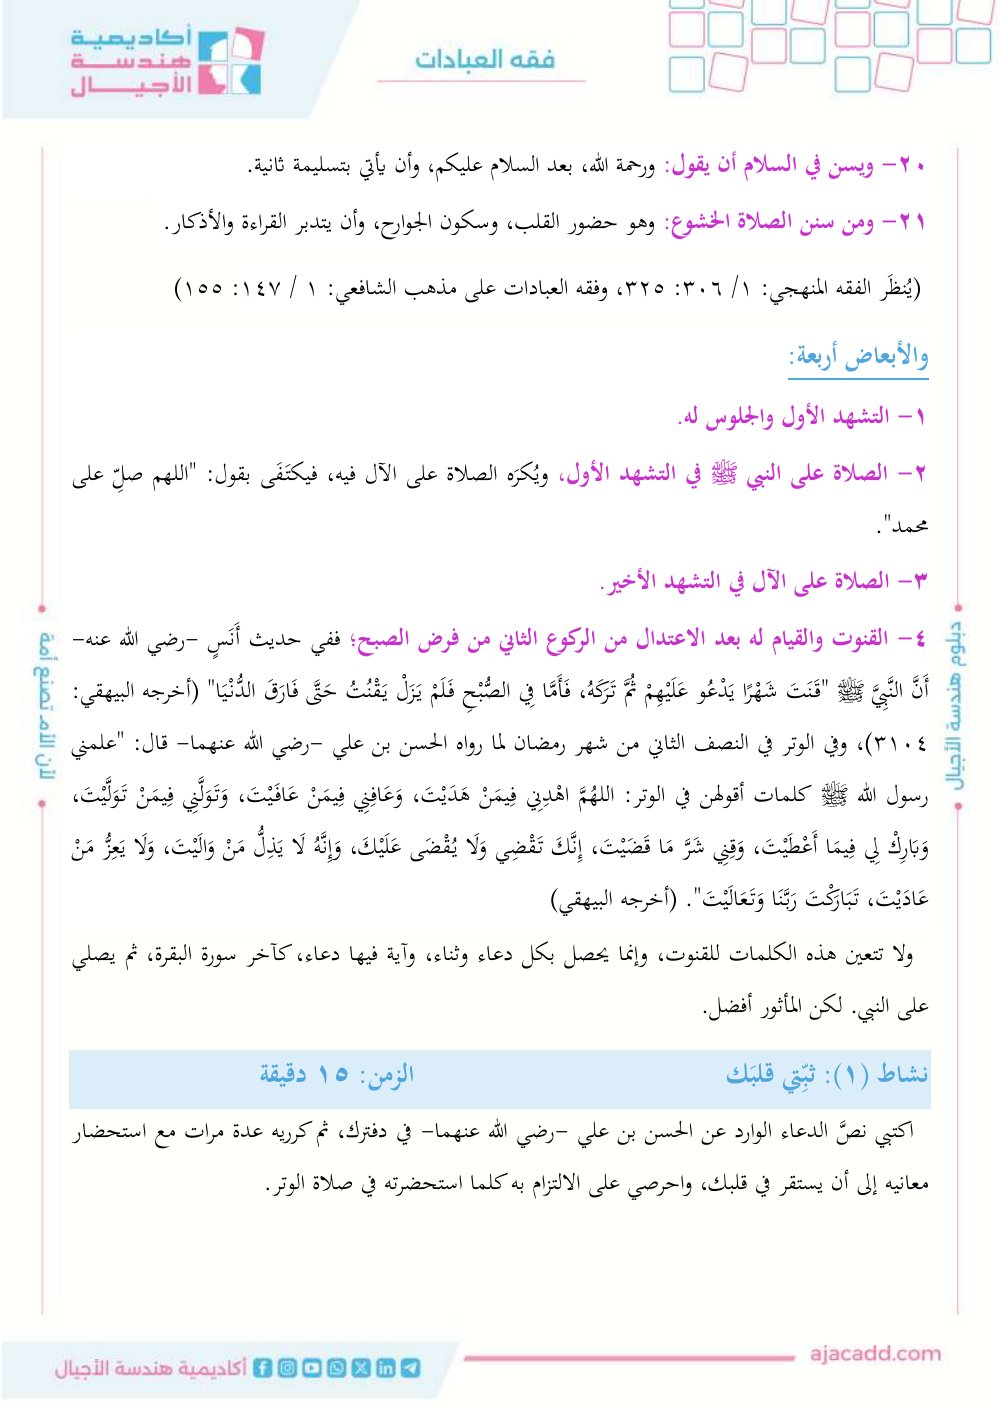 أكاديمية
هندسة
الأجيال
فقه العبادات
٢٠- ويسن في السلام أن يقول: ورحمة الله، بعد السلام عليكم، وأن يأتي بتسليمة ثانية.
٢١- ومن سنن الصلاة الخشوع: وهو حضور القلب، وسكون الجوارح، وأن يتدبر القراءة والأذكار.
(يُنظَر الفقه المنهجي: ١/ ٣٠٦: ٣٢٥، وفقه العبادات على مذهب الشافعي: ١ / ١٤٧: ١٥٥)
والأبعاض أربعة:
١- التشهد الأول والجلوس له.
٢- الصلاة على النبي ﷺ في التشهد الأول، ويُكرَه الصلاة على الآل فيه، فيكتَفَى بقول: "اللهم صلِّ على
محمد".
٣- الصلاة على الآل في التشهد الأخير.
٤- القنوت والقيام له بعد الاعتدال من الركوع الثاني من فرض الصبح؛ ففي حديث أَنَسٍ -رضي الله عنه-
أَنَّ النَّبِيَّ ﷺ "قَنَتَ شَهْرًا يَدْعُو عَلَيْهِمْ ثُمَّ تَرَكَهُ، فَأَمَّا فِي الصُّبْحِ فَلَمْ يَزَلْ يَقْنُتُ حَتَّى فَارَقَ الدُّنْيَا" (أخرجه البيهقي:
٣١٠٤)، وفي الوتر في النصف الثاني من شهر رمضان لما رواه الحسن بن علي -رضي الله عنهما- قال: "علمني
رسول الله ﷺ كلمات أقولهن في الوتر: اللهُمَّ اهْدِنِي فِيمَنْ هَدَيْتَ، وَعَافِنِي فِيمَنْ عَافَيْتَ، وَتَوَلَّنِي فِيمَنْ تَوَلَّيْتَ،
وَبَارِكْ لِي فِيمَا أَعْطَيْتَ، وَقِنِي شَرَّ مَا قَضَيْتَ، إِنَّكَ تَقْضِي وَلَا يُقْضَى عَلَيْكَ، وَإِنَّهُ لَا يَذِلُّ مَنْ وَالَيْتَ، وَلَا يَعِزُّ مَنْ
عَادَيْتَ، تَبَارَكْتَ رَبَّنَا وَتَعَالَيْتَ". (أخرجه البيهقي)
ولا تتعين هذه الكلمات للقنوت، وإنما يحصل بكل دعاء وثناء، وآية فيها دعاء، كآخر سورة البقرة، ثم يصلي
على النبي. لكن المأثور أفضل.
نشاط (١): ثبِّتي قلبَك الزمن: ١٥ دقيقة
اكتبي نصَّ الدعاء الوارد عن الحسن بن علي -رضي الله عنهما- في دفترك، ثم كرريه عدة مرات مع استحضار
معانيه إلى أن يستقر في قلبك، واحرصي على الالتزام به كلما استحضرته في صلاة الوتر.
دبلوم هندسة الأجيال
لأن الأم تصنع أمة
ajacadd.com
أكاديمية هندسة الأجيال